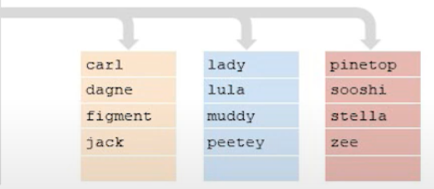 carl
dagne
figment
jack
lady
lula
muddy
peetey
pinetop
sooshi
stella
zee